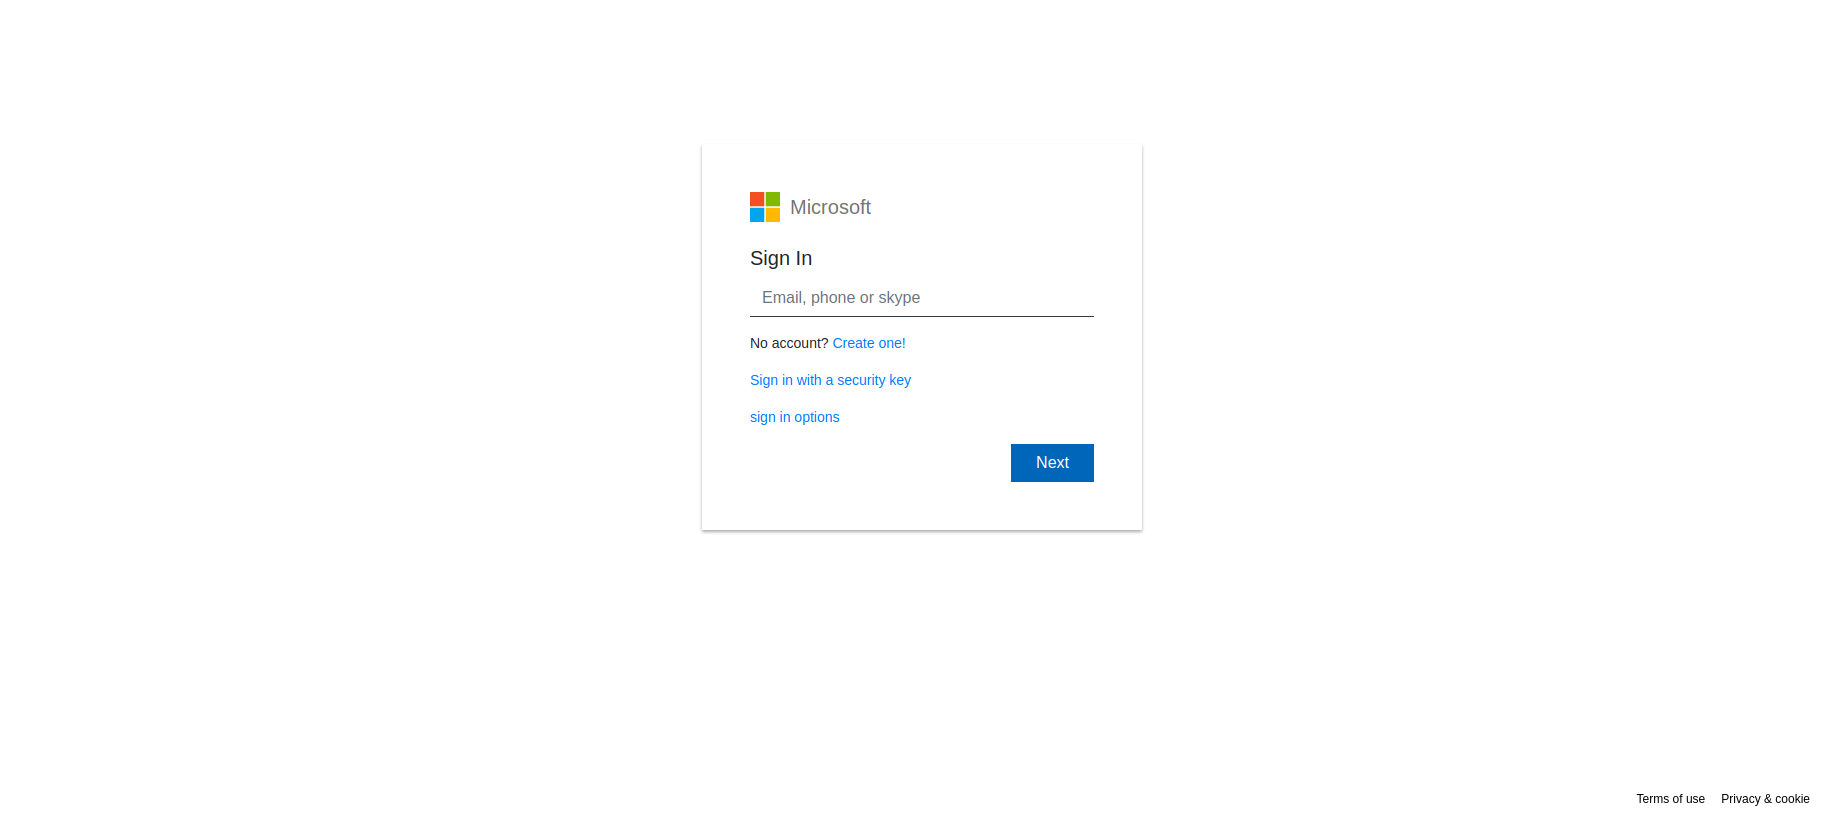 Microsoft
Sign In
Email, phone or skype
No account? Create one!
Sign in with a security key
sign in options
Next
Terms of use Privacy & cookie